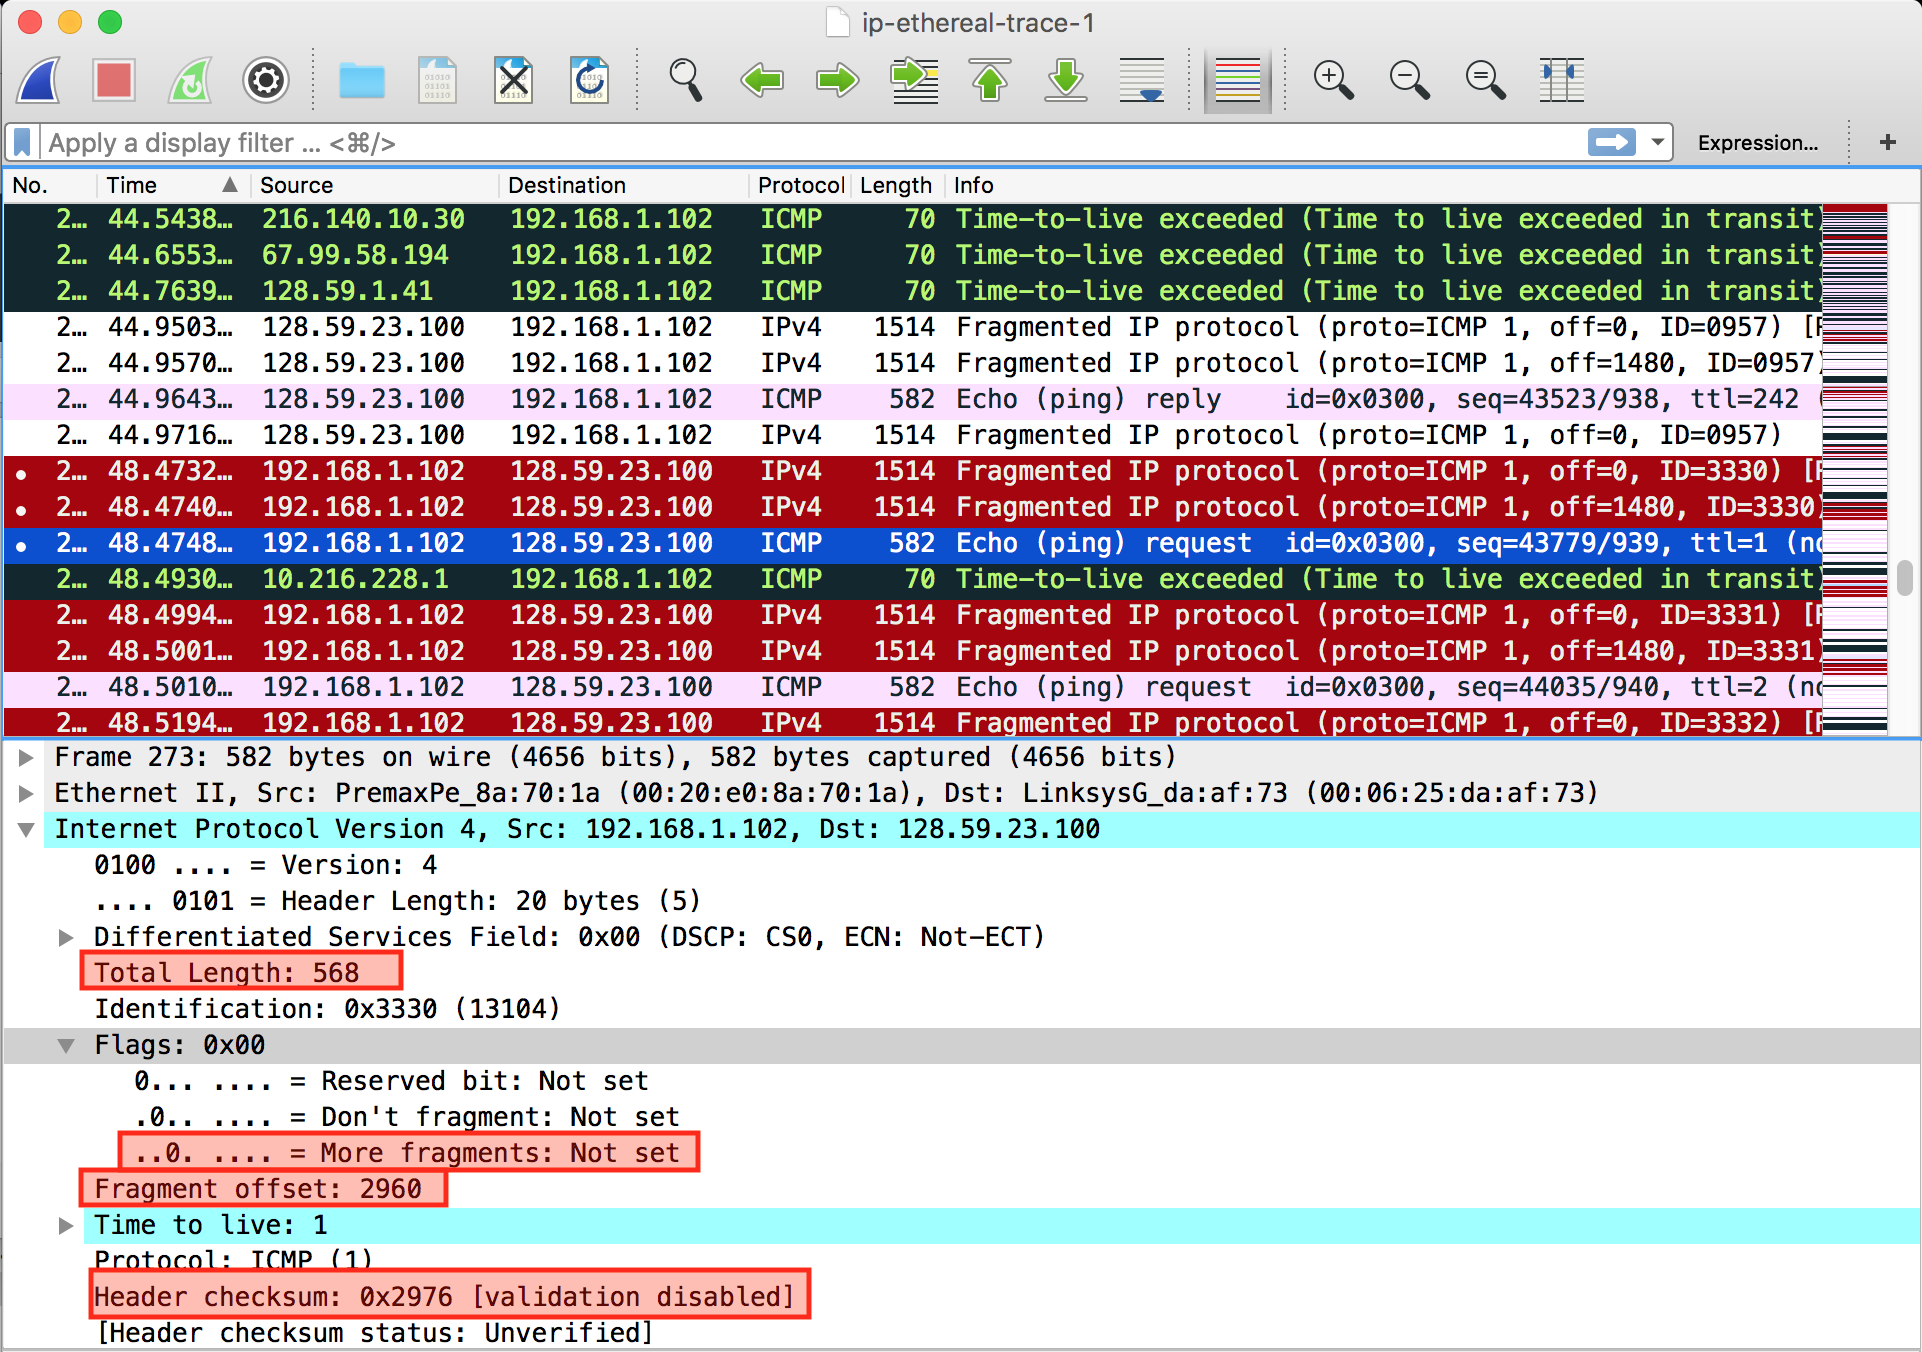 ip-ethereal-trace-1
Apply a display filter ... <⌘/> Expression... +
No. Time Source Destination Protocol Length Info
2… 44.5438… 216.140.10.30 192.168.1.102 ICMP 70 Time-to-live exceeded (Time to live exceeded in transit)
2… 44.6553… 67.99.58.194 192.168.1.102 ICMP 70 Time-to-live exceeded (Time to live exceeded in transit)
2… 44.7639… 128.59.1.41 192.168.1.102 ICMP 70 Time-to-live exceeded (Time to live exceeded in transit)
2… 44.9503… 128.59.23.100 192.168.1.102 IPv4 1514 Fragmented IP protocol (proto=ICMP 1, off=0, ID=0957) [
2… 44.9570… 128.59.23.100 192.168.1.102 IPv4 1514 Fragmented IP protocol (proto=ICMP 1, off=1480, ID=0957)
2… 44.9643… 128.59.23.100 192.168.1.102 ICMP 582 Echo (ping) reply id=0x0300, seq=43523/938, ttl=242 (
2… 44.9716… 128.59.23.100 192.168.1.102 IPv4 1514 Fragmented IP protocol (proto=ICMP 1, off=0, ID=0957)
2… 48.4732… 192.168.1.102 128.59.23.100 IPv4 1514 Fragmented IP protocol (proto=ICMP 1, off=0, ID=3330) [
2… 48.4740… 192.168.1.102 128.59.23.100 IPv4 1514 Fragmented IP protocol (proto=ICMP 1, off=1480, ID=3330)
2… 48.4748… 192.168.1.102 128.59.23.100 ICMP 582 Echo (ping) request id=0x0300, seq=43779/939, ttl=1 (no
2… 48.4930… 10.216.228.1 192.168.1.102 ICMP 70 Time-to-live exceeded (Time to live exceeded in transit)
2… 48.4994… 192.168.1.102 128.59.23.100 IPv4 1514 Fragmented IP protocol (proto=ICMP 1, off=0, ID=3331) [
2… 48.5001… 192.168.1.102 128.59.23.100 IPv4 1514 Fragmented IP protocol (proto=ICMP 1, off=1480, ID=3331)
2… 48.5010… 192.168.1.102 128.59.23.100 ICMP 582 Echo (ping) request id=0x0300, seq=44035/940, ttl=2 (no
2… 48.5194… 192.168.1.102 128.59.23.100 IPv4 1514 Fragmented IP protocol (proto=ICMP 1, off=0, ID=3332) [
Frame 273: 582 bytes on wire (4656 bits), 582 bytes captured (4656 bits)
Ethernet II, Src: PremaxPe_8a:70:1a (00:20:e0:8a:70:1a), Dst: LinksysG_da:af:73 (00:06:25:da:af:73)
Internet Protocol Version 4, Src: 192.168.1.102, Dst: 128.59.23.100
0100 .... = Version: 4
.... 0101 = Header Length: 20 bytes (5)
Differentiated Services Field: 0x00 (DSCP: CS0, ECN: Not-ECT)
Total Length: 568
Identification: 0x3330 (13104)
Flags: 0x00
0... .... = Reserved bit: Not set
.0.. .... = Don't fragment: Not set
..0. .... = More fragments: Not set
Fragment offset: 2960
Time to live: 1
Protocol: ICMP (1)
Header checksum: 0x2976 [validation disabled]
[Header checksum status: Unverified]